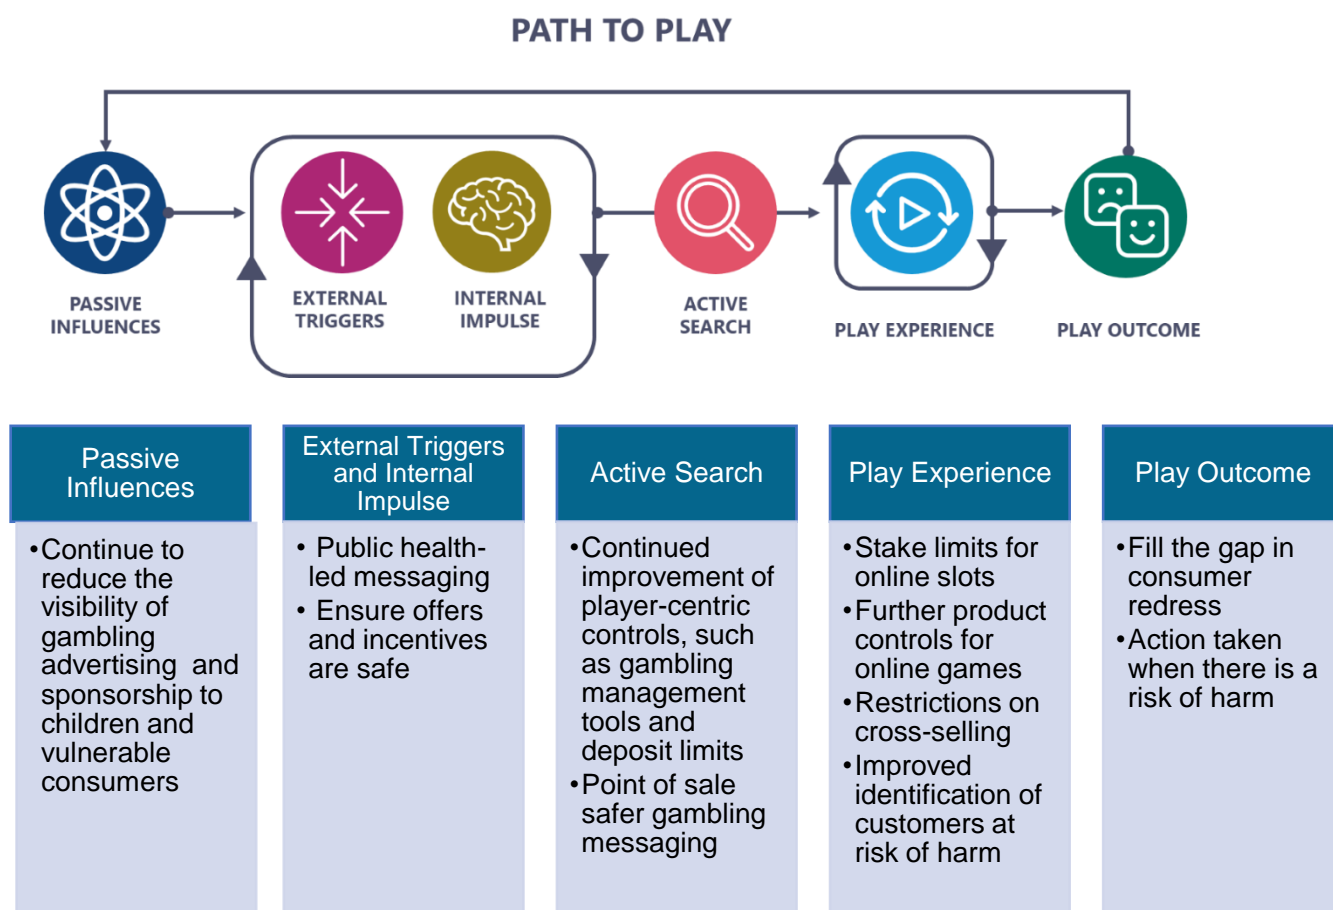 PATH TO PLAY
PASSIVE
INFLUENCES
EXTERNAL
TRIGGERS
INTERNAL
IMPULSE
ACTIVE
SEARCH
PLAY EXPERIENCE
PLAY OUTCOME
Passive
Influences
•Continue to
reduce the
visibility of
gambling
advertising and
sponsorship to
children and
vulnerable
consumers
External Triggers
and Internal
Impulse
• Public health-
led messaging
• Ensure offers
and incentives
are safe
Active Search
•Continued
improvement of
player-centric
controls, such
as gambling
management
tools and
deposit limits
•Point of sale
safer gambling
messaging
Play Experience
•Stake limits for
online slots
•Further product
controls for
online games
•Restrictions on
cross-selling
•Improved
identification of
customers at
risk of harm
Play Outcome
•Fill the gap in
consumer
redress
•Action taken
when there is a
risk of harm